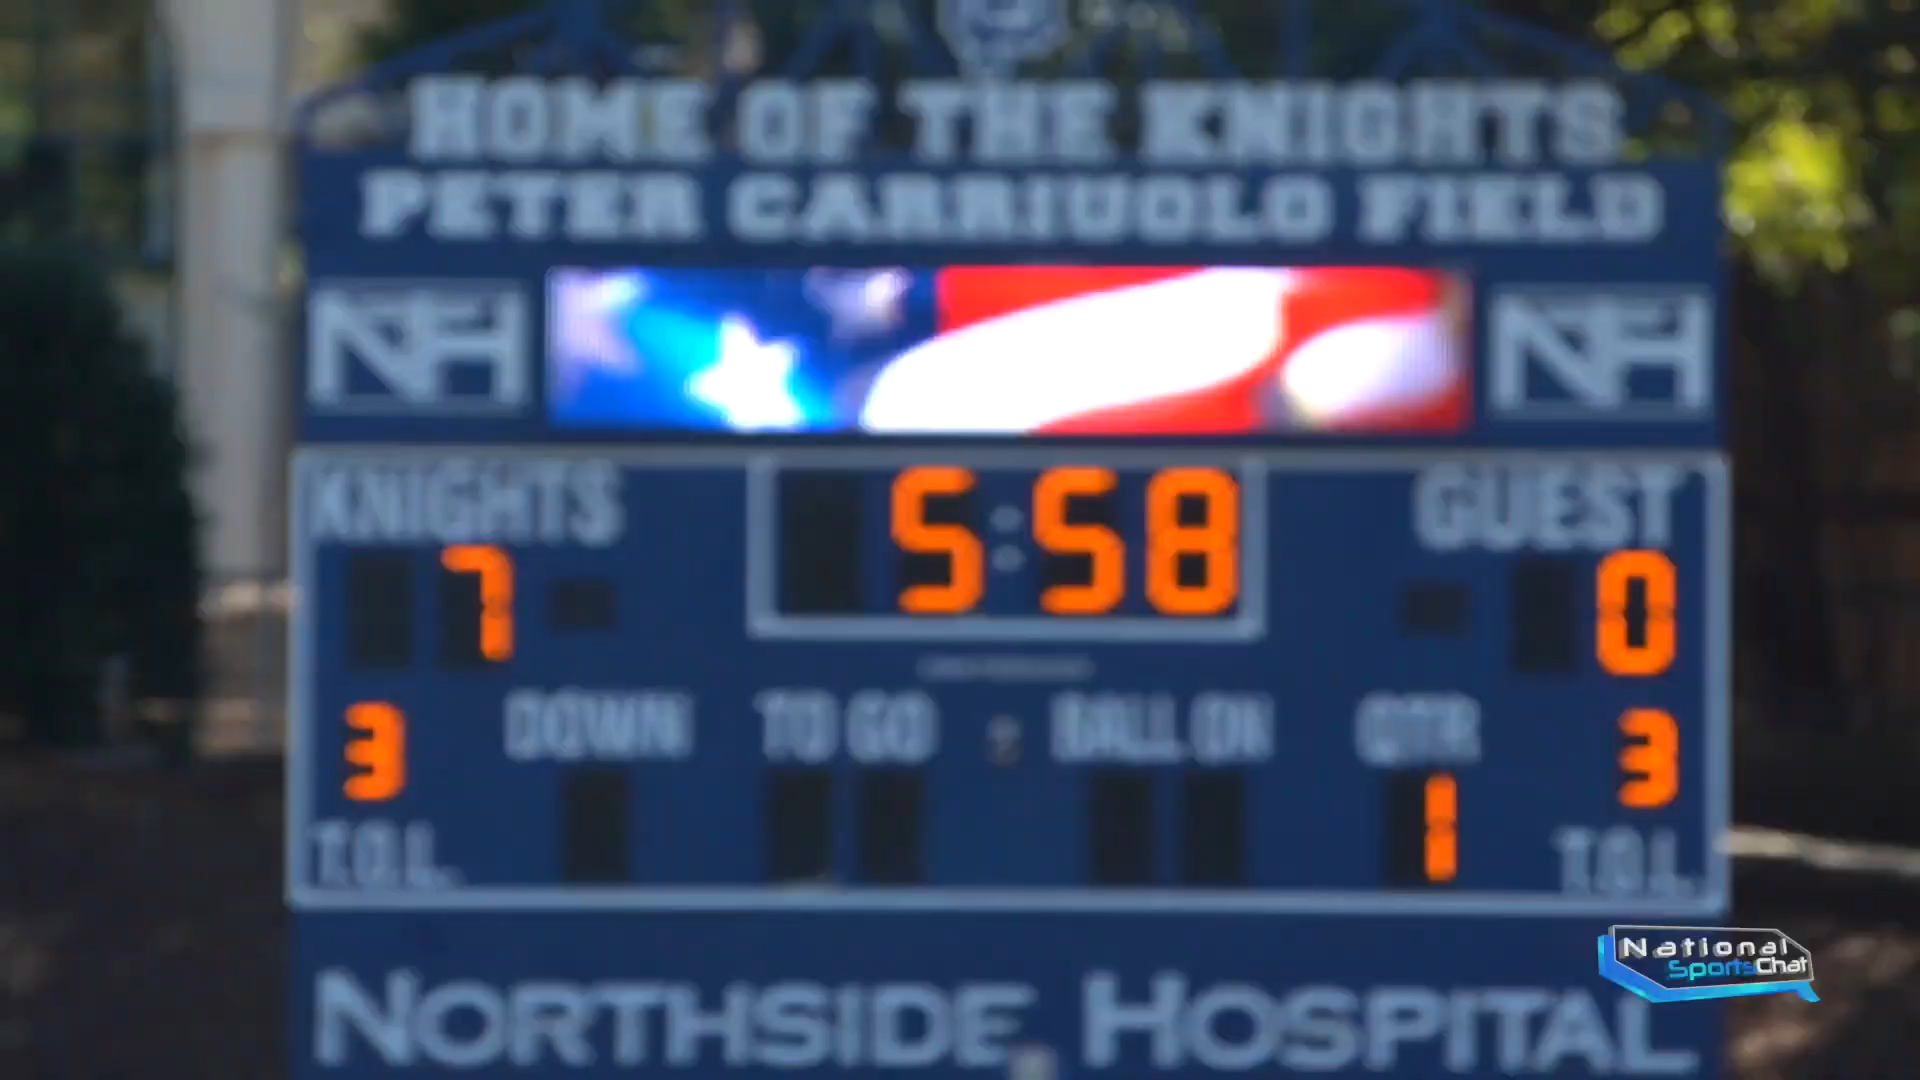 HOME OF THE KNIGHTS
PETER CARRIUOLO FIELD
NH NH
KNIGHTS 5:58 GUEST
7 0
3 DOWN TO GO BALL ON QTR 3
T.O.L. 1 T.O.L.
National
SportsChat
NORTHSIDE HOSPITAL